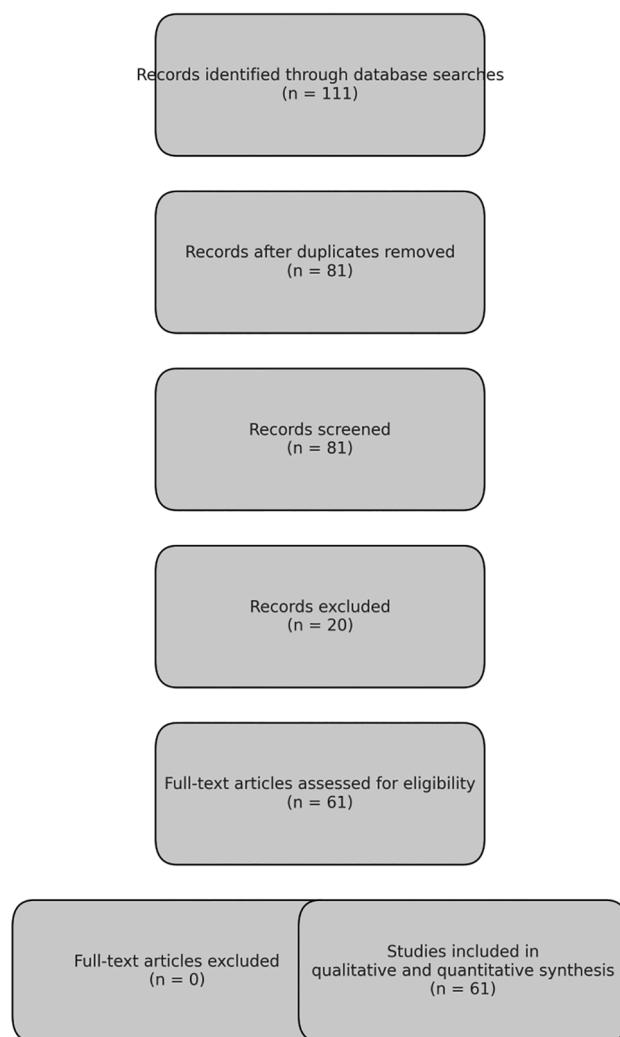 Records identified through database searches
(n = 111)
Records after duplicates removed
(n = 81)
Records screened
(n = 81)
Records excluded
(n = 20)
Full-text articles assessed for eligibility
(n = 61)
Full-text articles excluded
(n = 0)
Studies included in
qualitative and quantitative synthesis
(n = 61)